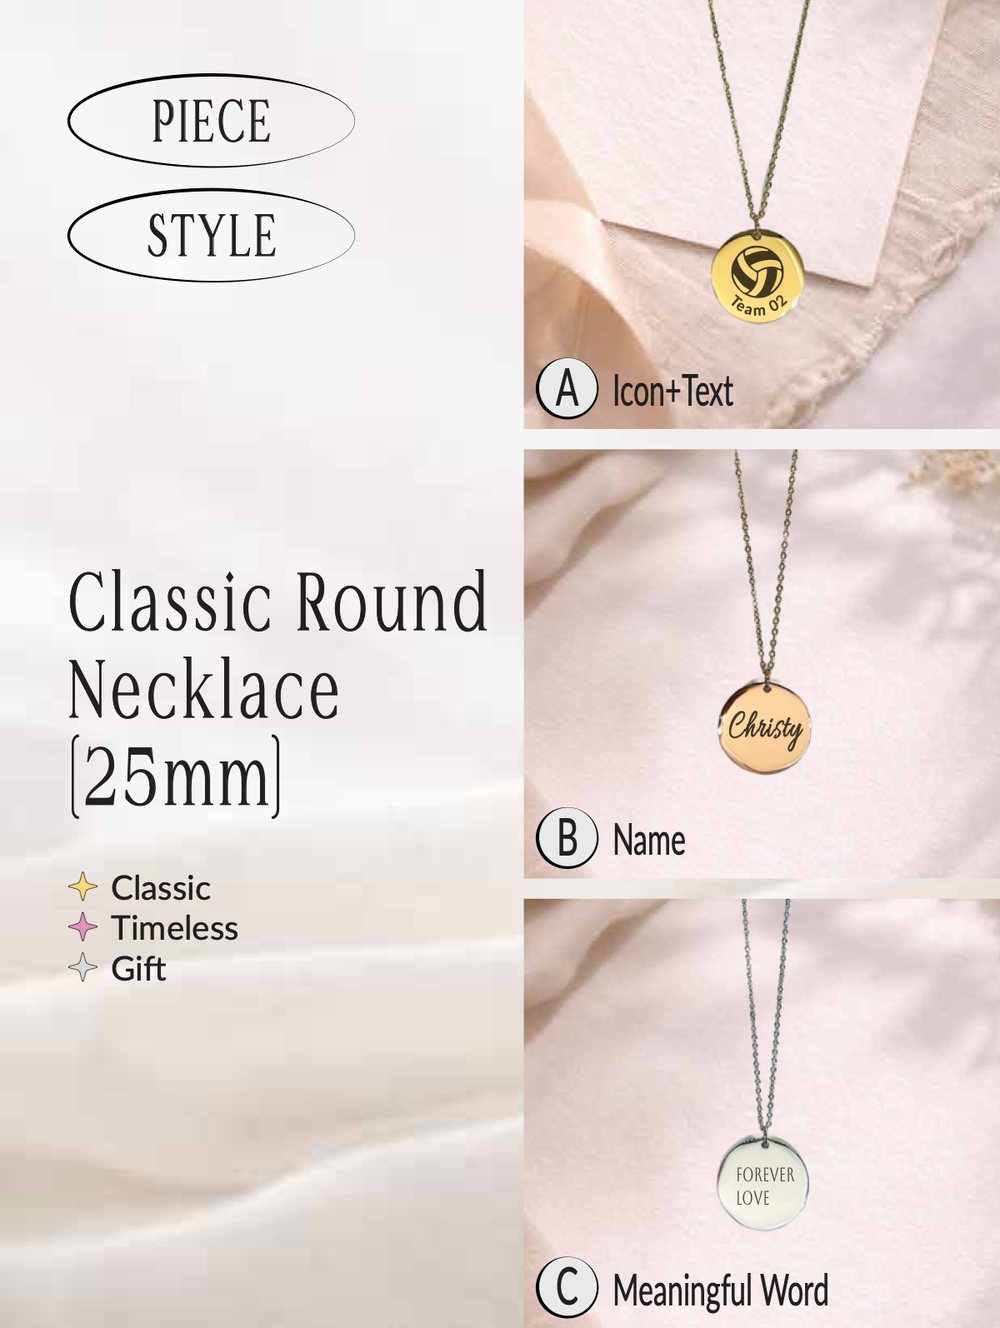 PIECE
STYLE
Classic Round
Necklace
(25mm)
Classic
Timeless
Gift
Team 02
A Icon+Text
Christy
B Name
FOREVER
LOVE
C Meaningful Word